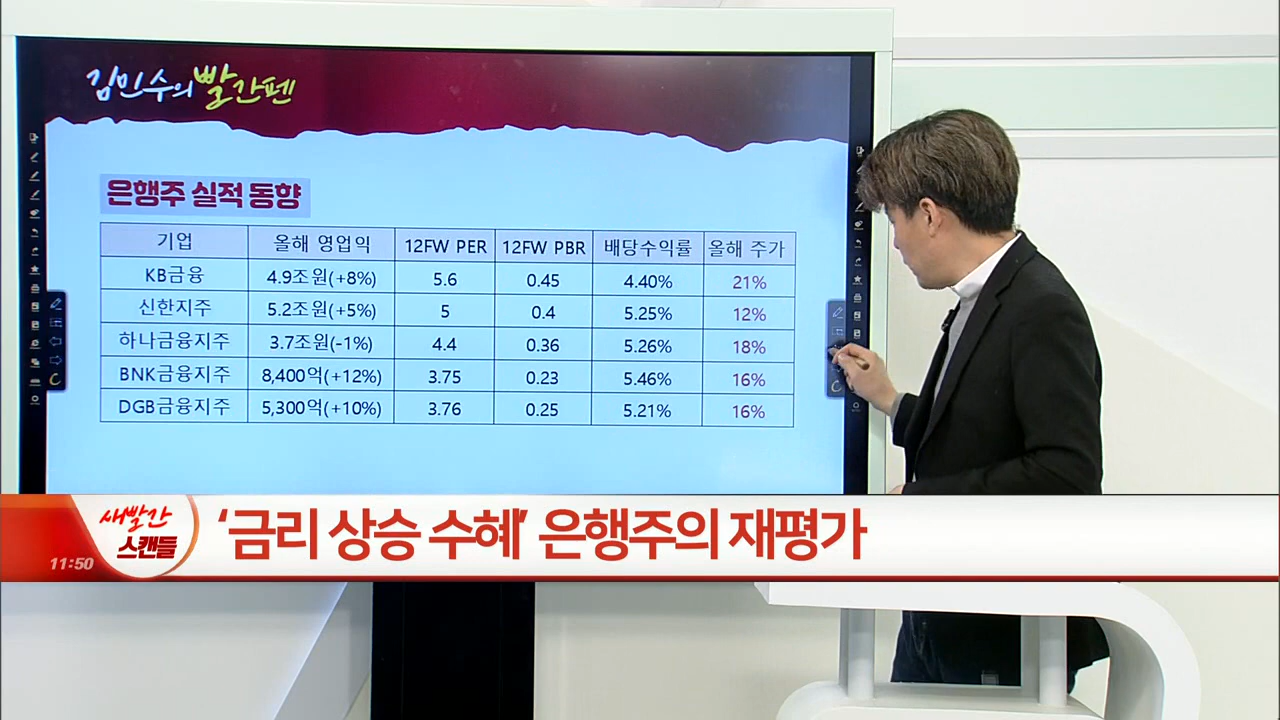 김민수의 빨간펜
은행주 실적 동향
기업 올해 영업익 12FW PER 12FW PBR 배당수익률 올해 주가
KB금융 4.9조원(+8%) 5.6 0.45 4.40% 21%
신한지주 5.2조원(+5%) 5 0.4 5.25% 12%
하나금융지주 3.7조원(-1%) 4.4 0.36 5.26% 18%
BNK금융지주 8,400억(+12%) 3.75 0.23 5.46% 16%
DGB금융지주 5,300억(+10%) 3.76 0.25 5.21% 16%
새빨간
스캔들
11:50
‘금리 상승 수혜’ 은행주의 재평가